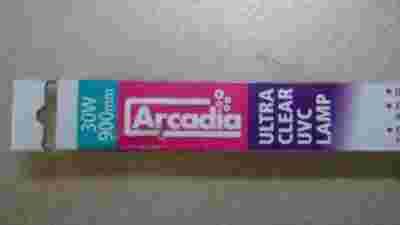 30W
900mm
Arcadia
ULTRA
CLEAR
UVC
LAMP